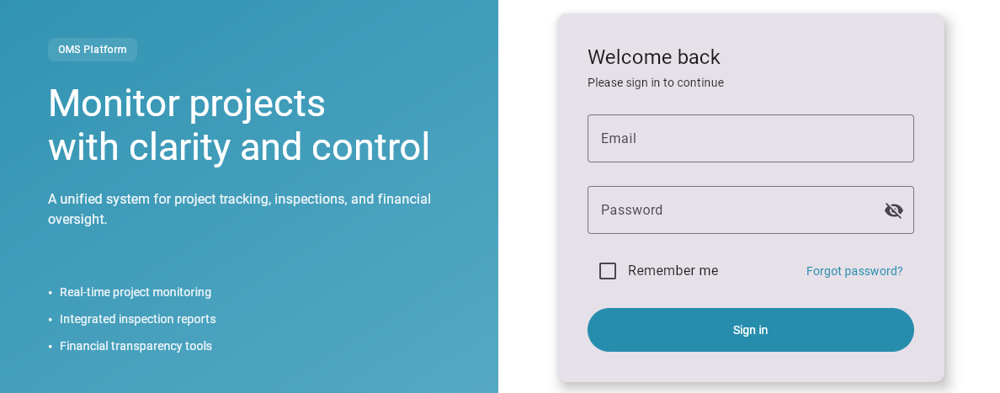 OMS Platform
Monitor projects
with clarity and control
A unified system for project tracking, inspections, and financial
oversight.
• Real-time project monitoring
• Integrated inspection reports
• Financial transparency tools
Welcome back
Please sign in to continue
Email
Password
Remember me
Forgot password?
Sign in